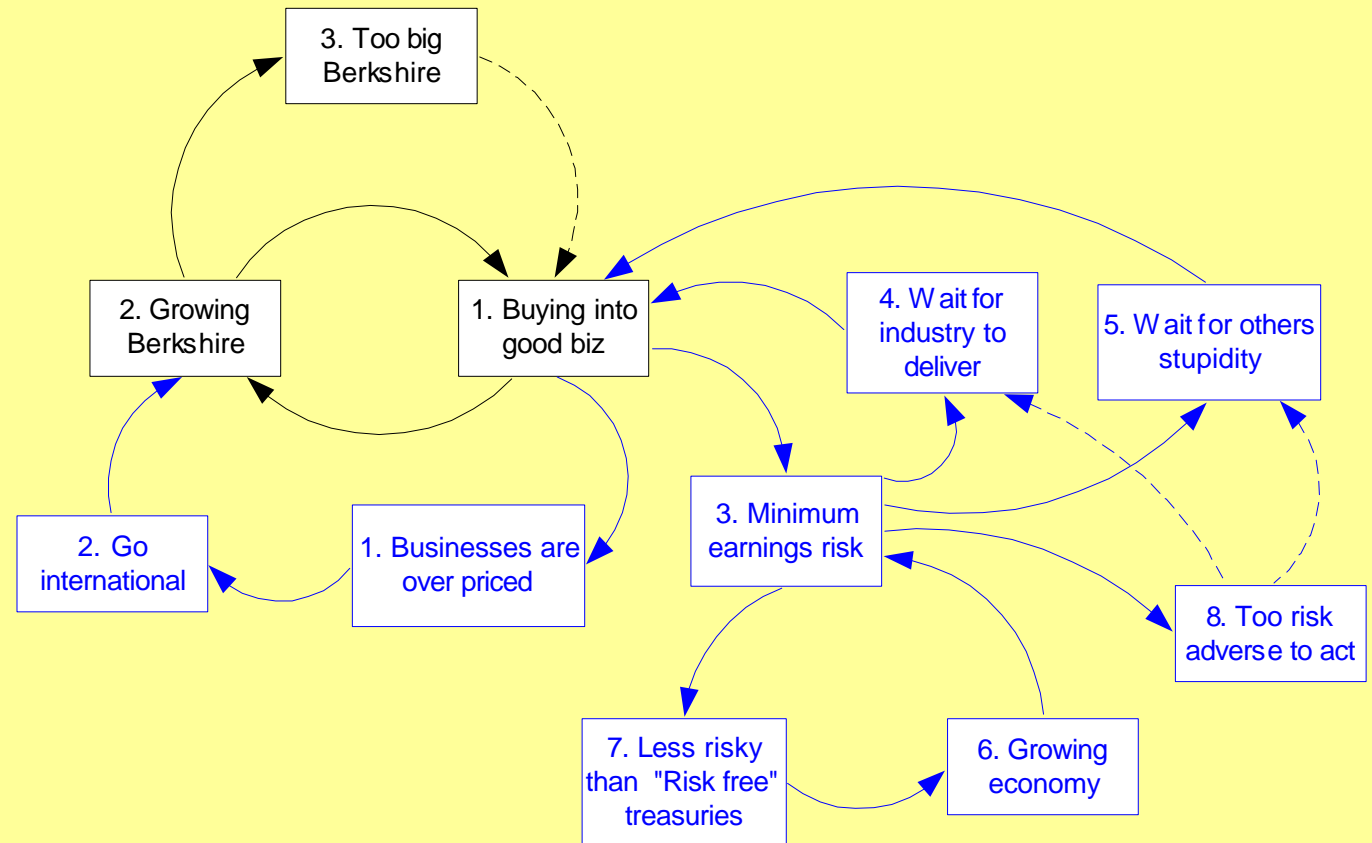 3. Too big
Berkshire
2. Growing
Berkshire
1. Buying into
good biz
4. Wait for
industry to
deliver
5. Wait for others
stupidity
2. Go
international
1. Businesses are
over priced
3. Minimum
earnings risk
8. Too risk
adverse to act
7. Less risky
than "Risk free"
treasuries
6. Growing
economy